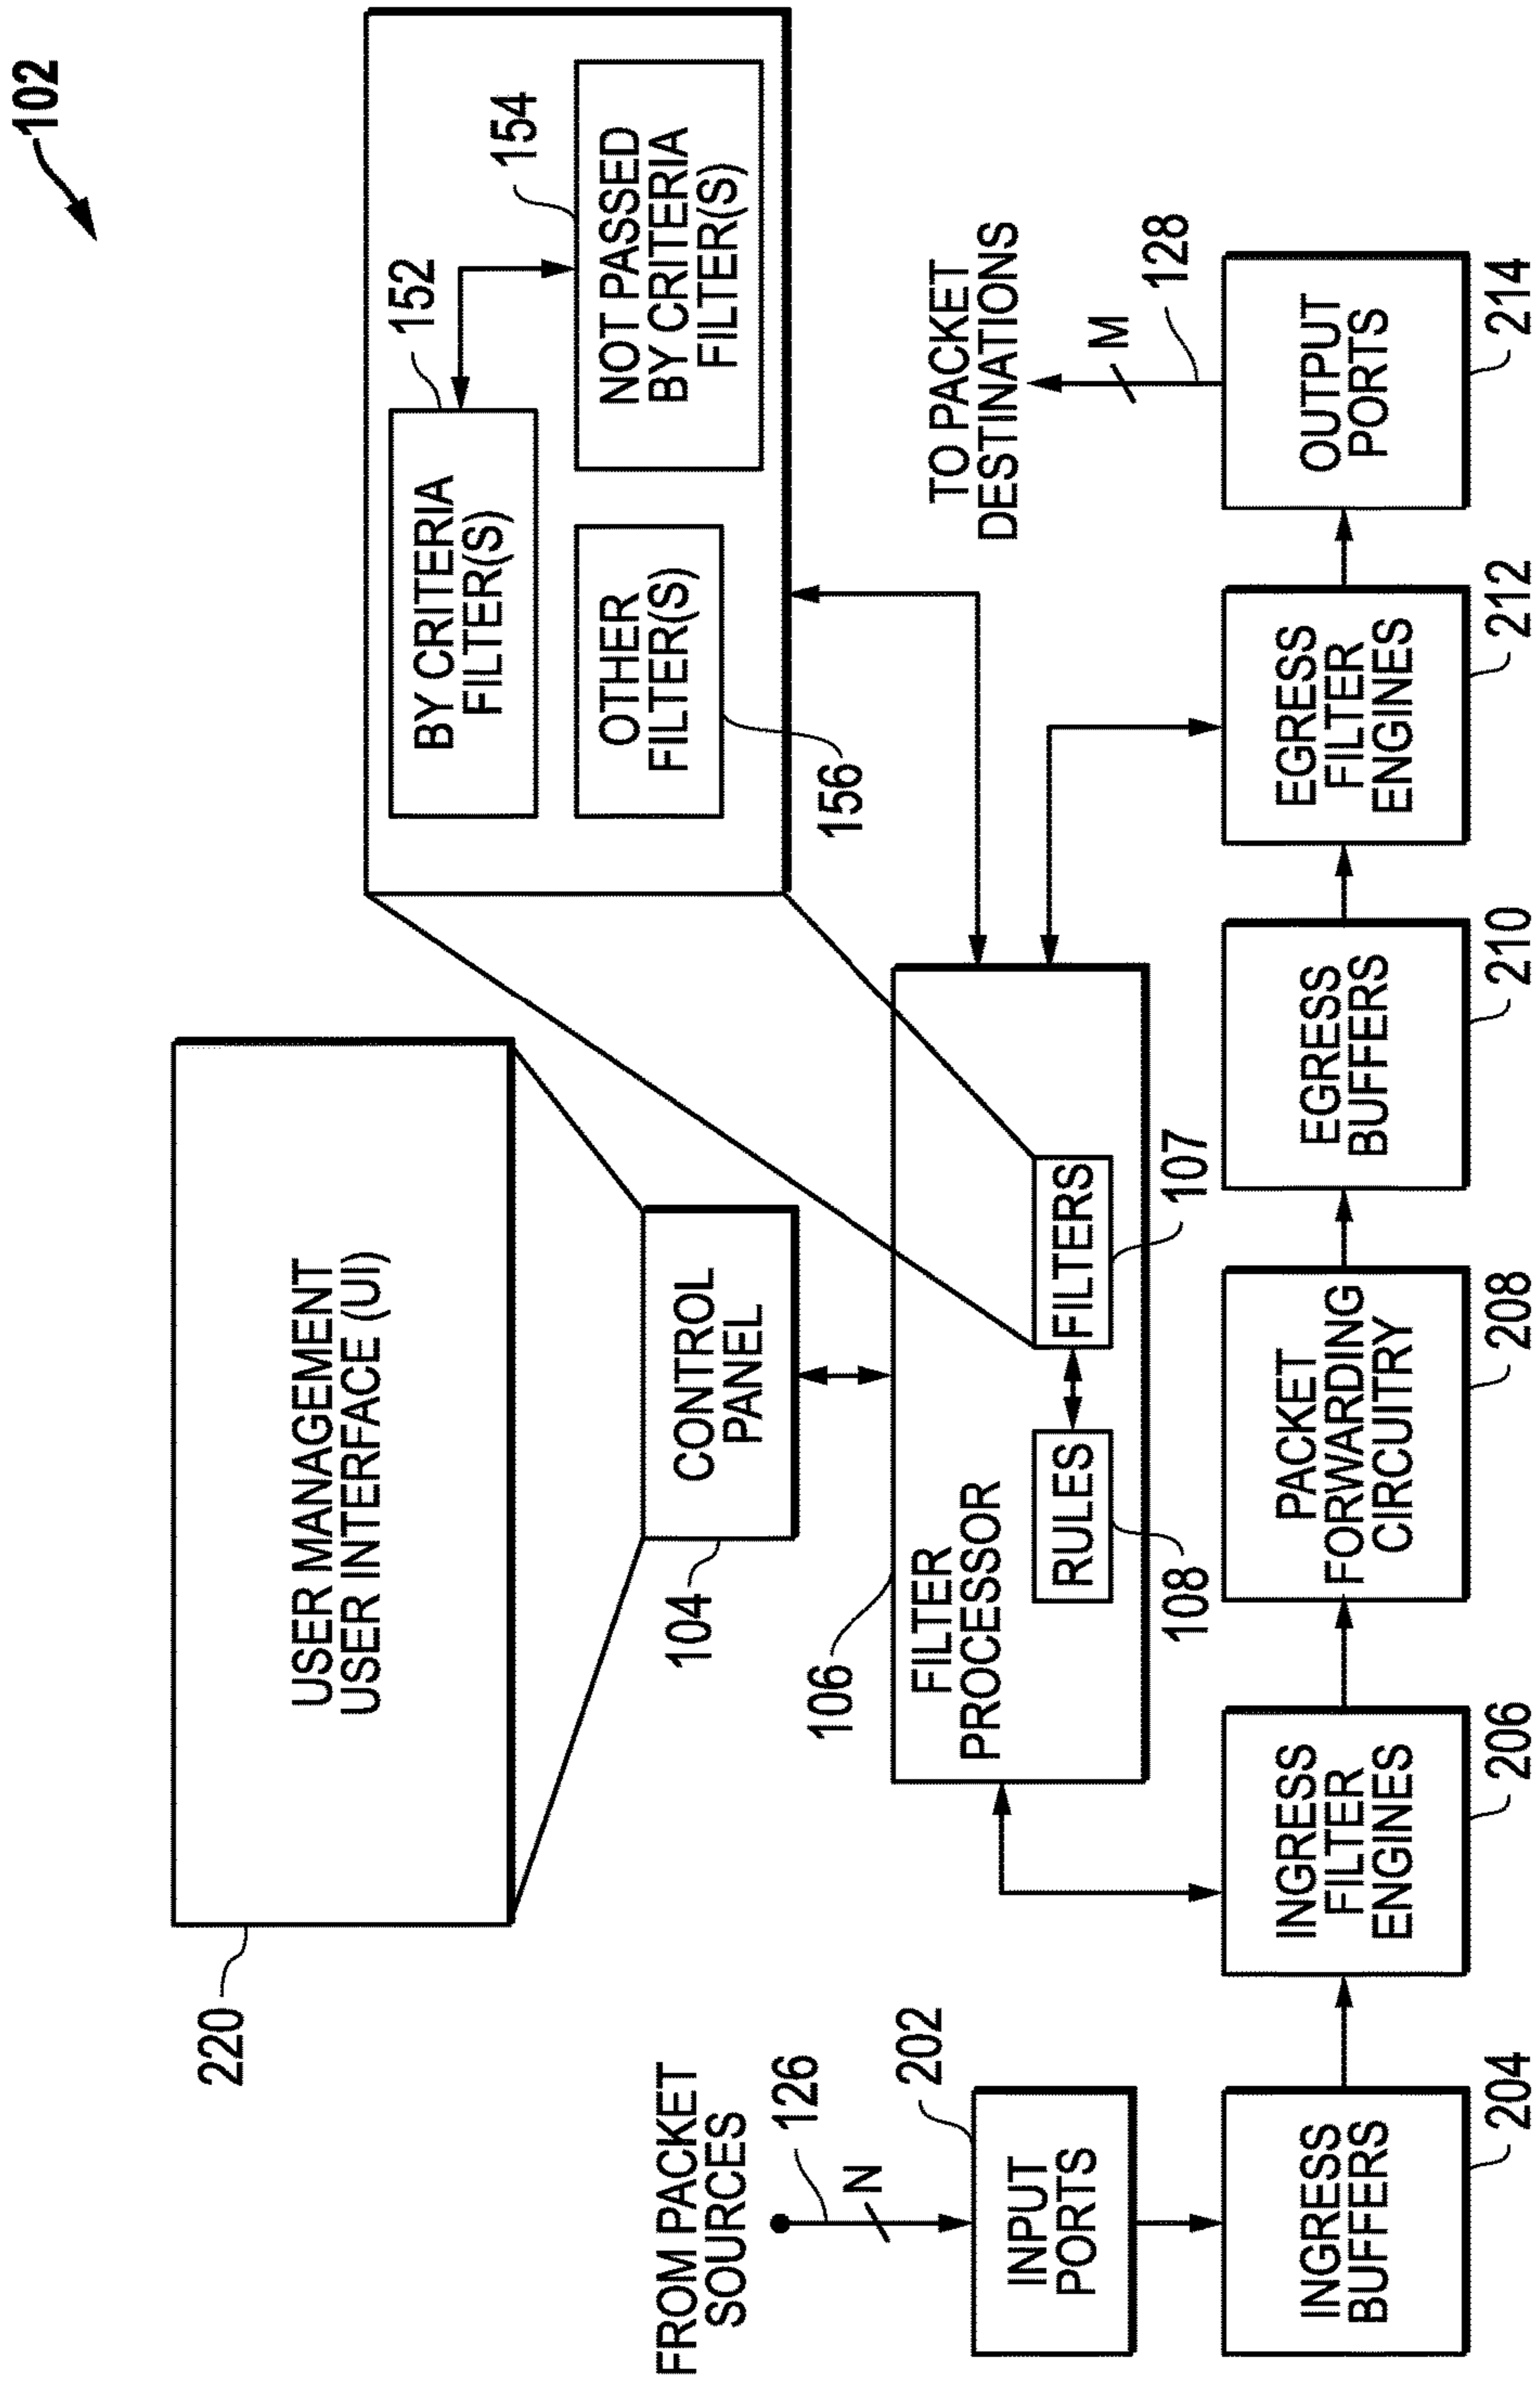 102
USER MANAGEMENT
USER INTERFACE (UI)
220
BY CRITERIA
FILTER(S)
152
NOT PASSED
BY CRITERIA
FILTER(S)
154
OTHER
FILTER(S)
156
CONTROL
PANEL
104
FILTER
PROCESSOR
106
RULES
108
FILTERS
107
FROM PACKET
SOURCES
126
N
INPUT
PORTS
202
INGRESS
BUFFERS
204
INGRESS
FILTER
ENGINES
206
PACKET
FORWARDING
CIRCUITRY
208
EGRESS
BUFFERS
210
EGRESS
FILTER
ENGINES
212
OUTPUT
PORTS
214
TO PACKET
DESTINATIONS
M
128